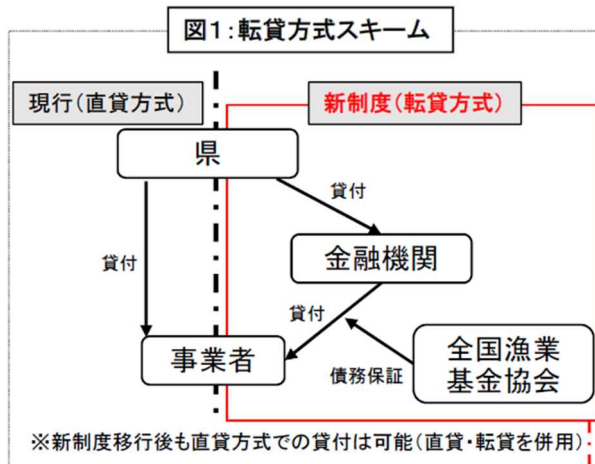 図1:転貸方式スキーム
現行(直貸方式)
新制度(転貸方式)
県
貸付
貸付
金融機関
貸付
事業者
債務保証
全国漁業
基金協会
※新制度移行後も直貸方式での貸付は可能(直貸・転貸を併用)